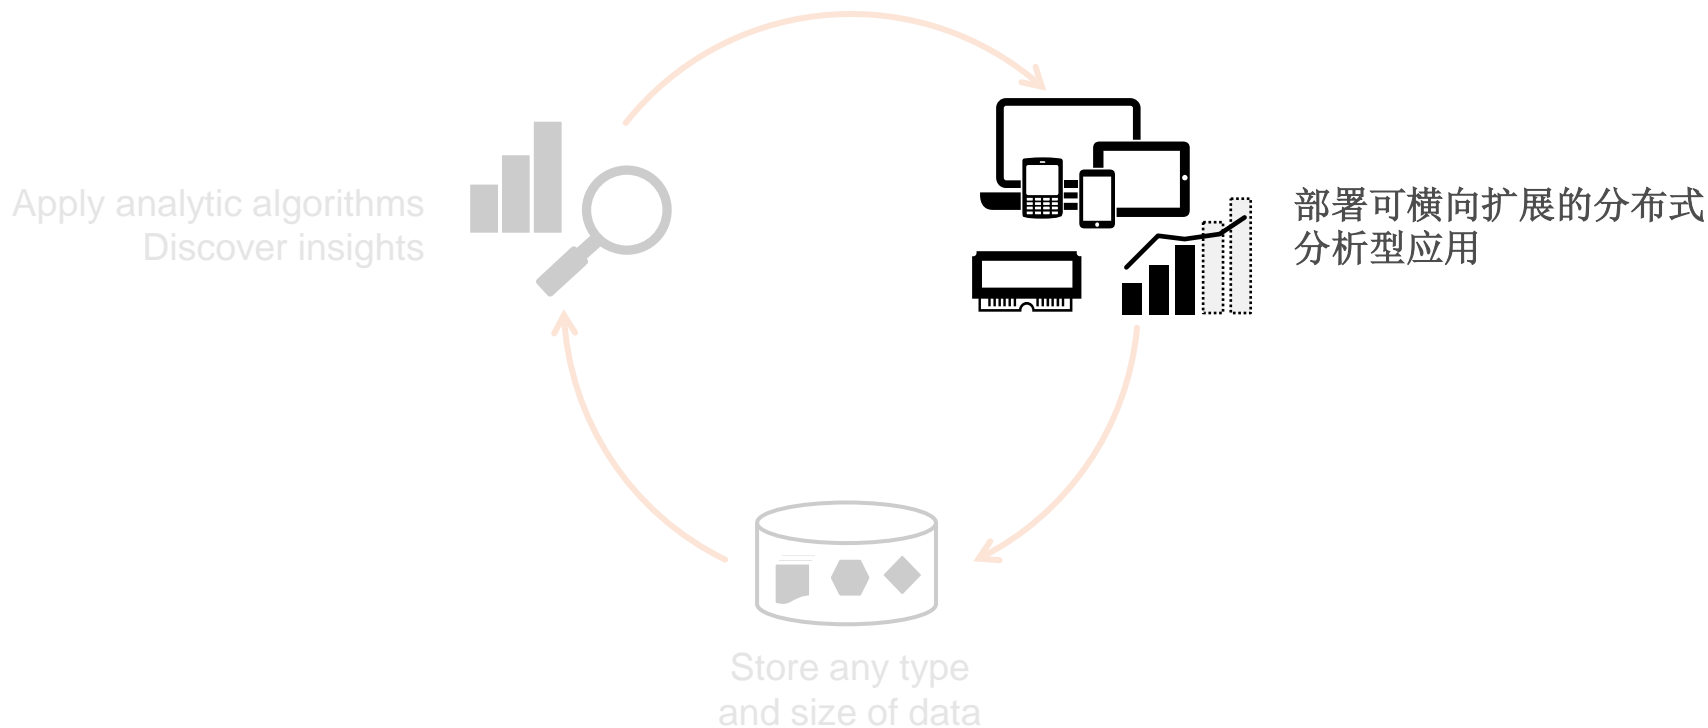 Apply analytic algorithms
Discover insights
部署可横向扩展的分布式
分析型应用
Store any type
and size of data